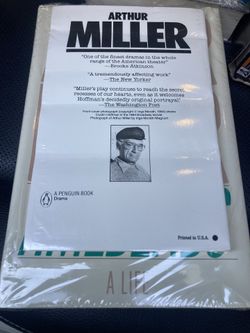 ARTHUR
MILLER
"One of the finest dramas in the whole
range of the American theater"
—Brooks Atkinson
"A tremendously affecting work"
—The New Yorker
"Miller's play continues to reach the secret
recesses of our hearts, even as it welcomes
Hoffman's decidedly original portrayal."
—The Washington Post
A PENGUIN BOOK
Drama
Printed in U.S.A.
A LIFE